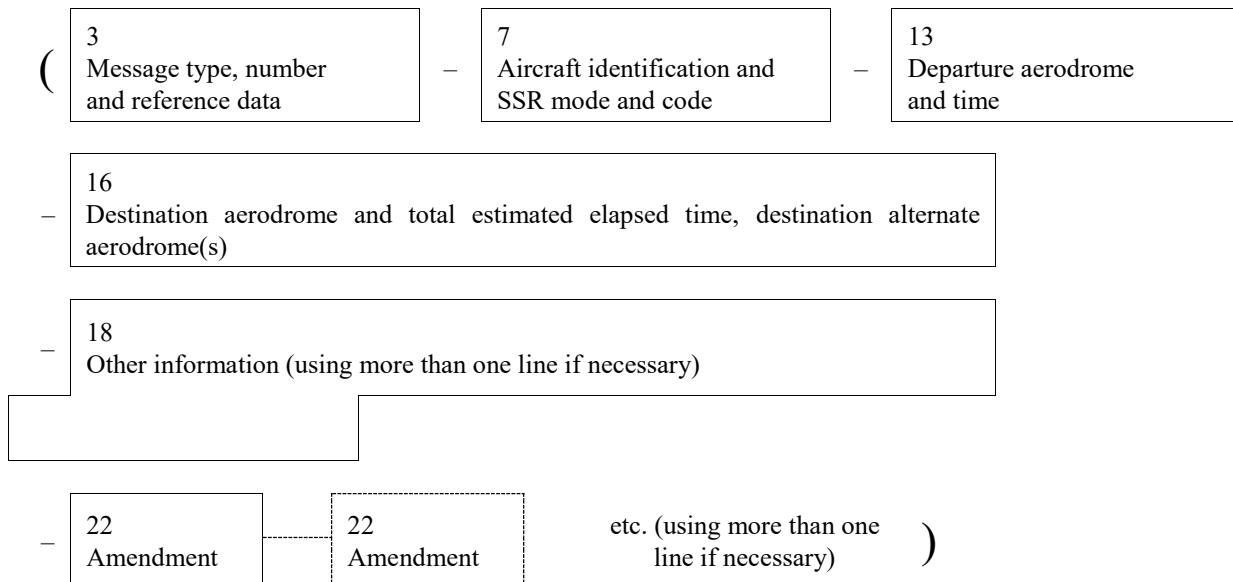 ( 3 – 7 – 13
Message type, number Aircraft identification and Departure aerodrome
and reference data SSR mode and code and time
16
– Destination aerodrome and total estimated elapsed time, destination alternate
aerodrome(s)
18
– Other information (using more than one line if necessary)
– 22 22 etc. (using more than one )
Amendment Amendment line if necessary)